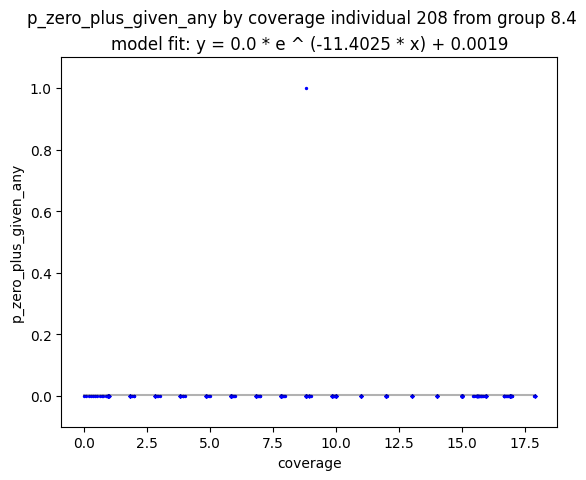 p_zero_plus_given_any by coverage individual 208 from group 8.4
model fit: y = 0.0 * e ^ (-11.4025 * x) + 0.0019
1.0
0.8
0.6
0.4
0.2
0.0
p_zero_plus_given_any
0.0 2.5 5.0 7.5 10.0 12.5 15.0 17.5
coverage